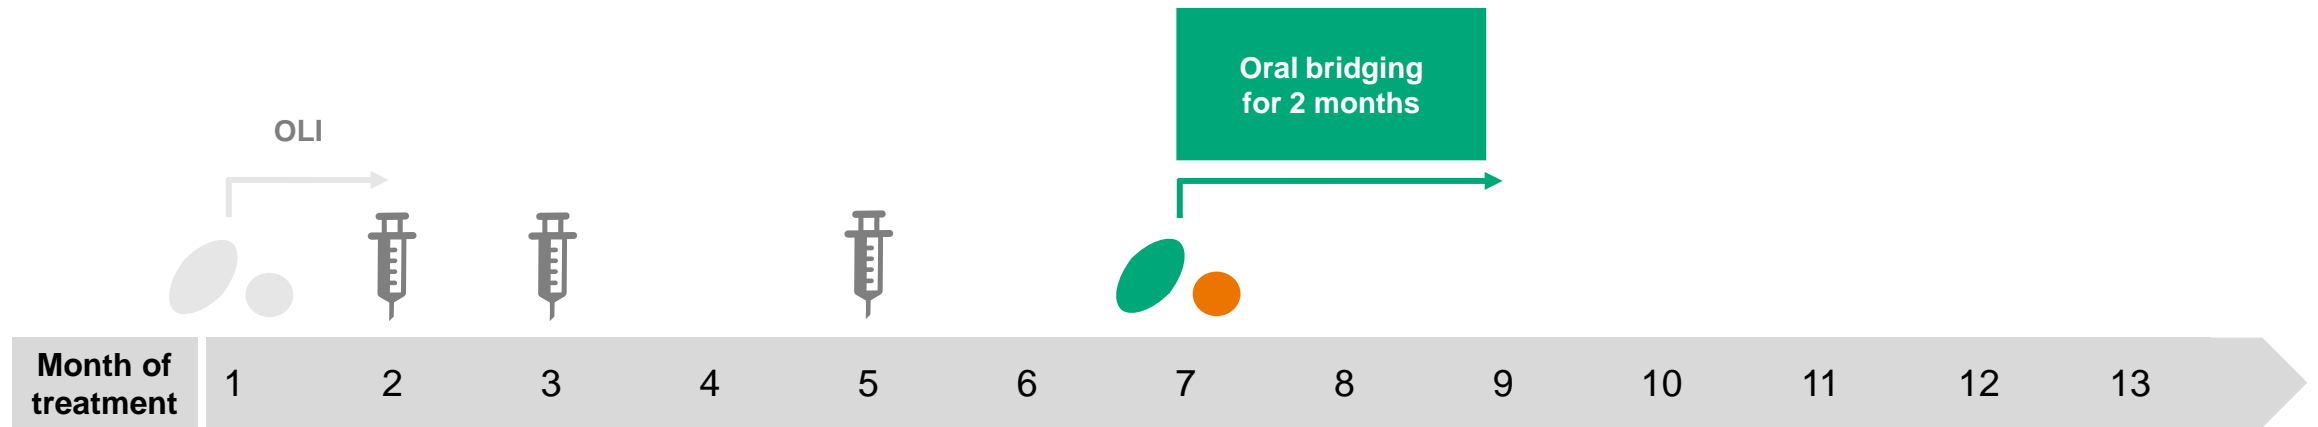 Oral bridging
for 2 months
OLI
Month of
treatment
1 2 3 4 5 6 7 8 9 10 11 12 13